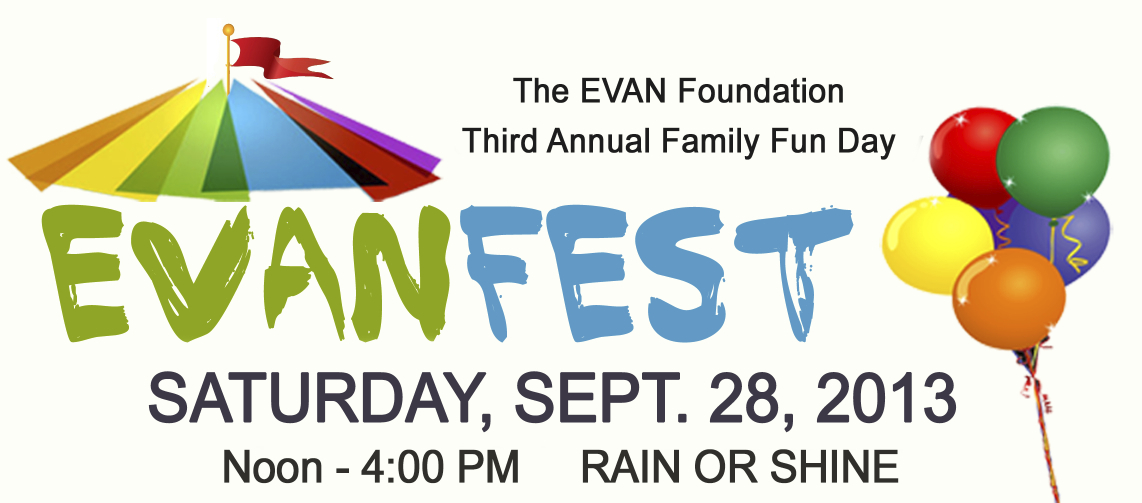 The EVAN Foundation
Third Annual Family Fun Day
EVANFEST
SATURDAY, SEPT. 28, 2013
Noon - 4:00 PM RAIN OR SHINE